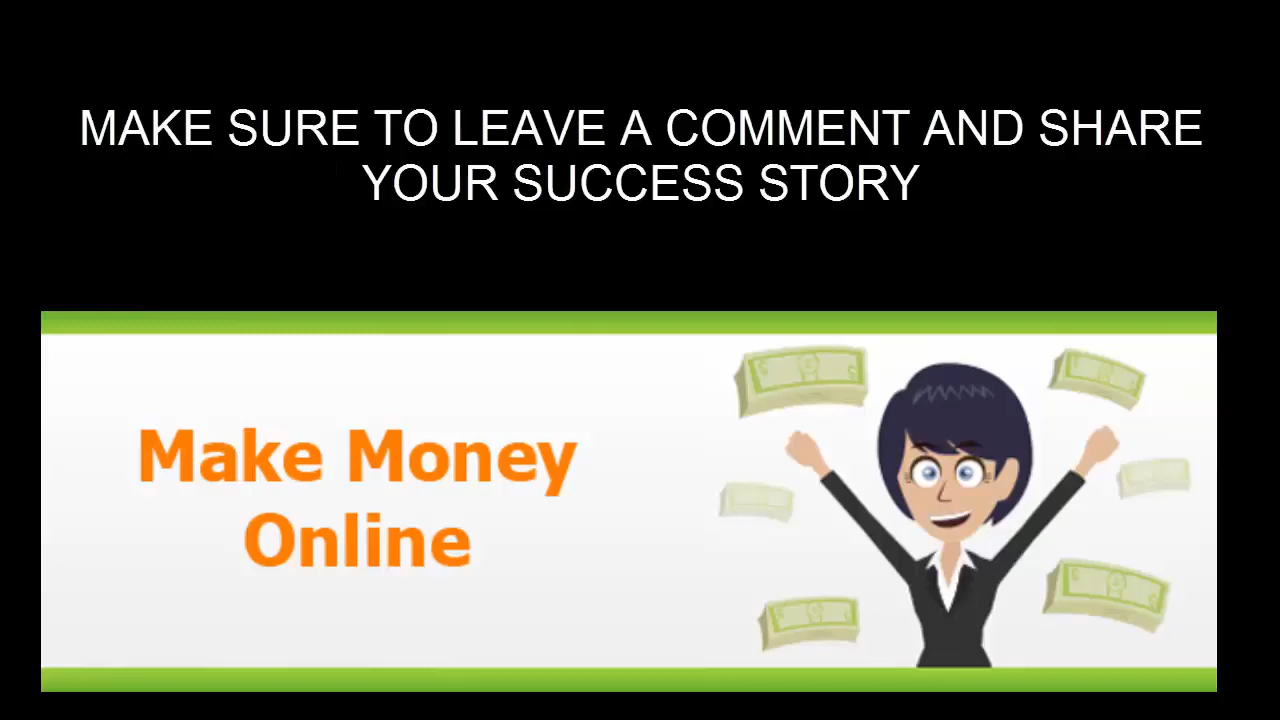 MAKE SURE TO LEAVE A COMMENT AND SHARE
YOUR SUCCESS STORY
Make Money
Online